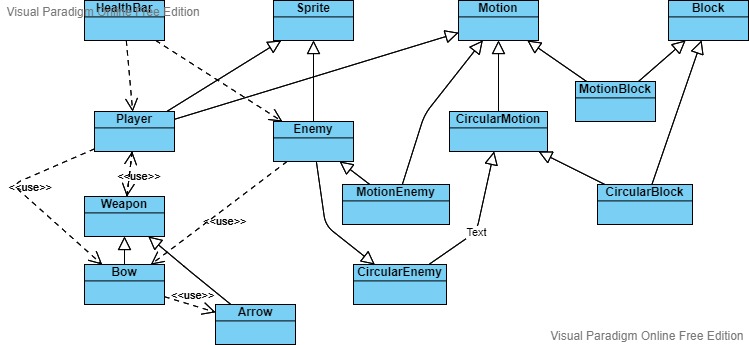 Visual Paradigm Online Free Edition
HealthBar
Sprite
Motion
Block
MotionBlock
Player
Enemy
CircularMotion
<<use>>
<<use>>
MotionEnemy
CircularBlock
Weapon
<<use>>
Text
Bow
CircularEnemy
<<use>>
Arrow
Visual Paradigm Online Free Edition